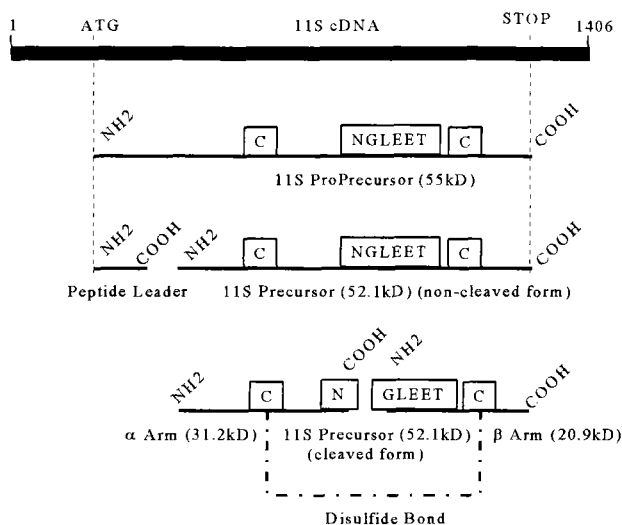 1 ATG 11S cDNA STOP 1406
NH2 C NGLEET C COOH
11S ProPrecursor (55kD)
NH2 COOH NH2 C NGLEET C COOH
Peptide Leader 11S Precursor (52.1kD) (non-cleaved form)
COOH NH2
NH2 C N GLEET C COOH
α Arm (31.2kD) 11S Precursor (52.1kD) β Arm (20.9kD)
(cleaved form)
Disulfide Bond